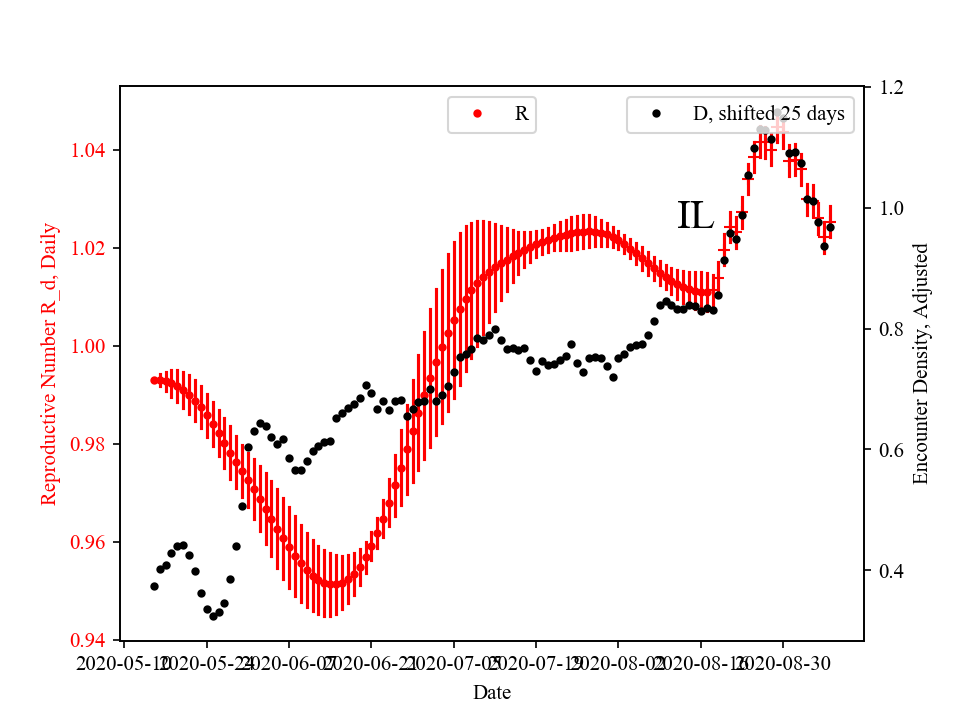 R
D, shifted 25 days
1.2
1.04
IL
1.0
1.02
Reproductive Number R_d, Daily
Encounter Density, Adjusted
1.00
0.8
0.98
0.6
0.96
0.4
0.94
2020-05-10 2020-05-24 2020-06-07 2020-06-21 2020-07-05 2020-07-19 2020-08-02 2020-08-16 2020-08-30
Date